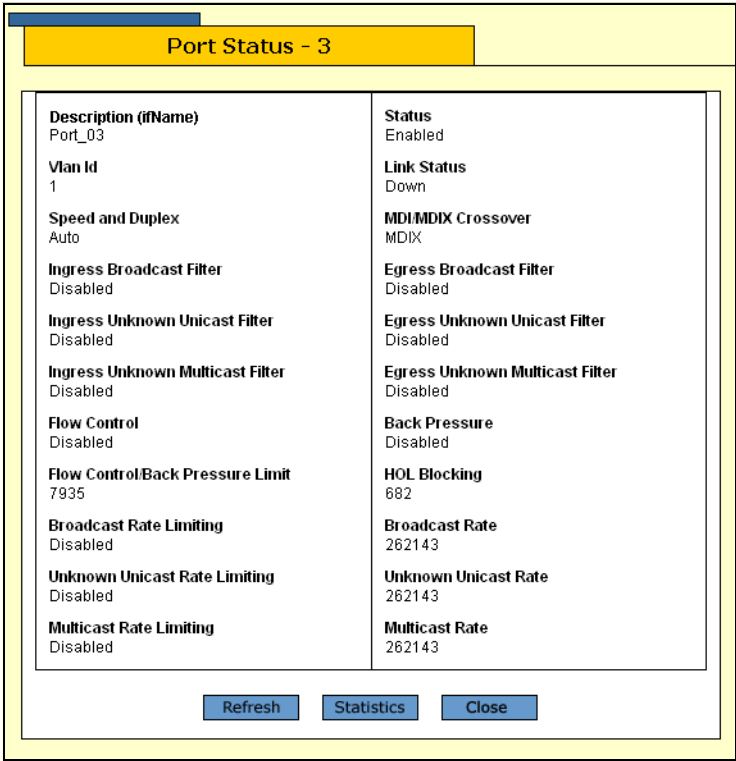 Port Status - 3
Description (ifName)
Port_03
Vlan Id
1
Speed and Duplex
Auto
Ingress Broadcast Filter
Disabled
Ingress Unknown Unicast Filter
Disabled
Ingress Unknown Multicast Filter
Disabled
Flow Control
Disabled
Flow Control/Back Pressure Limit
7935
Broadcast Rate Limiting
Disabled
Unknown Unicast Rate Limiting
Disabled
Multicast Rate Limiting
Disabled
Status
Enabled
Link Status
Down
MDI/MDIX Crossover
MDIX
Egress Broadcast Filter
Disabled
Egress Unknown Unicast Filter
Disabled
Egress Unknown Multicast Filter
Disabled
Back Pressure
Disabled
HOL Blocking
682
Broadcast Rate
262143
Unknown Unicast Rate
262143
Multicast Rate
262143
Refresh
Statistics
Close